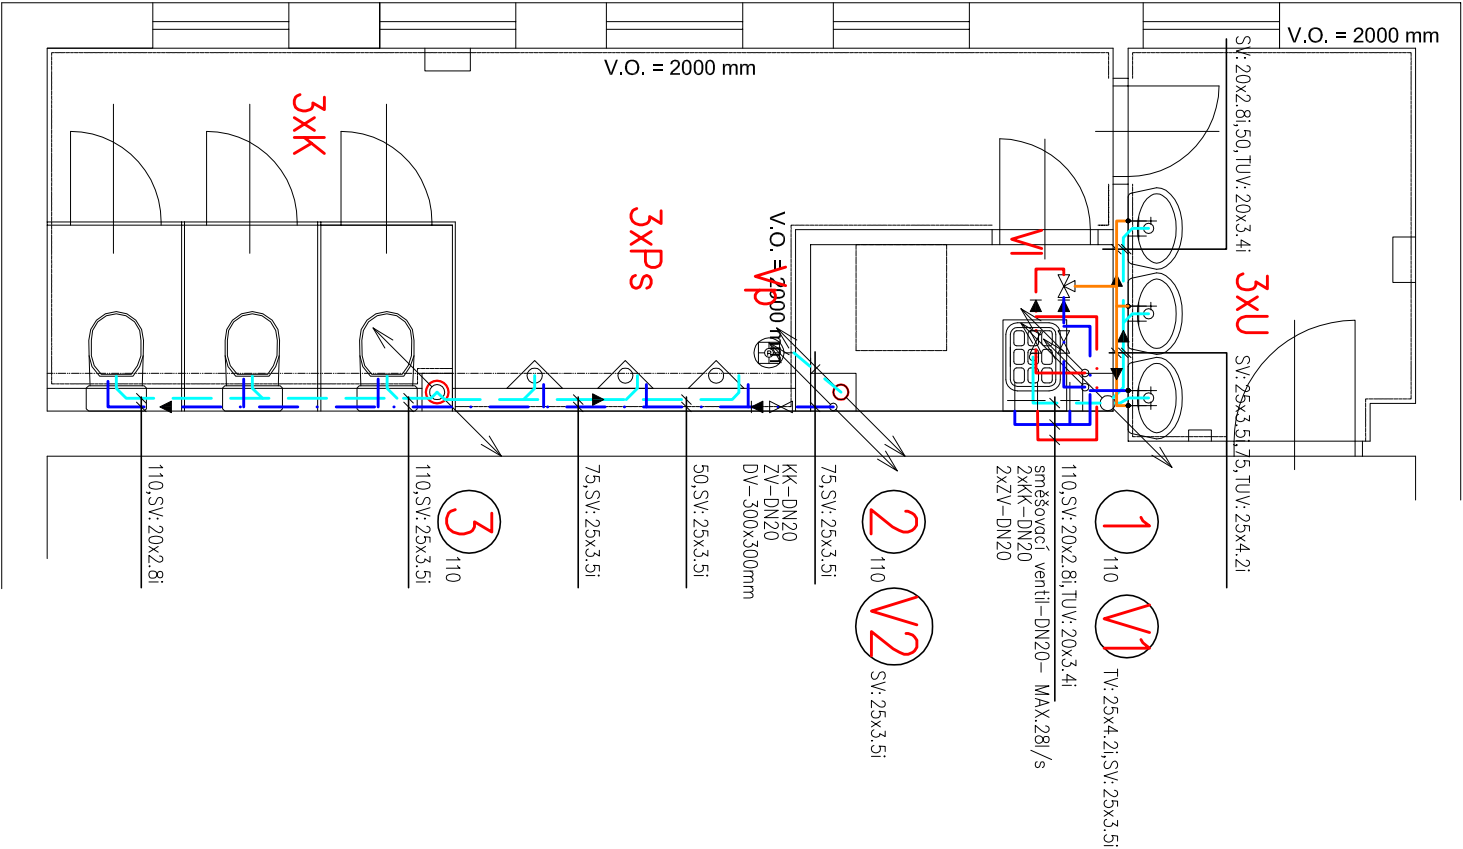 V.O. = 2000 mm
V.O. = 2000 mm
V.O. = 2000 mm
3xK
3xPs
Vp
Vl
3xU
SV: 20x2.8i,50,TUV: 20x3.4i
SV: 25x3.5i,75,TUV: 25x4.2i
110,SV: 20x2.8i
110,SV: 25x3.5i
3
110
75,SV: 25x3.5i
50,SV: 25x3.5i
KK-DN20
ZV-DN20
DV-300x300mm
75,SV: 25x3.5i
2
110
V2
SV: 25x3.5i
110,SV: 20x2.8i,TUV: 20x3.4i
směšovací ventil-DN20- MAX.28l/s
2xKK-DN20
2xZV-DN20
1
110
V1
TV: 25x4.2i,SV: 25x3.5i